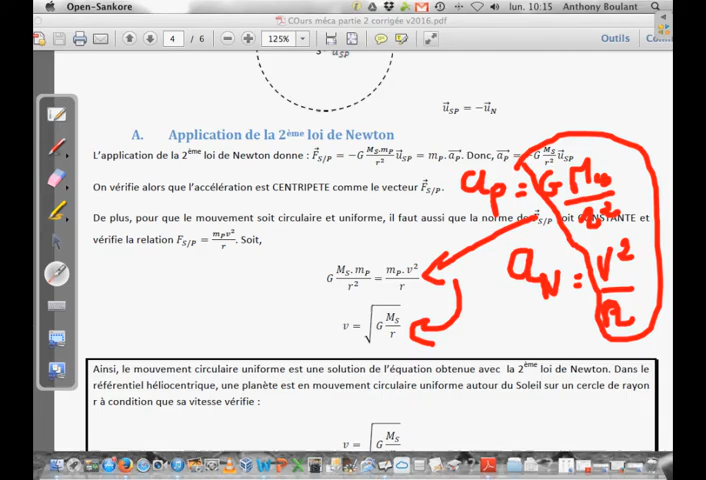 Open-Sankore
lun. 10:15 Anthony Boulant
COurs méca partie 2 corrigée v2016.pdf
4 / 6 125% Outils
u⃗SP = −u⃗N
A. Application de la 2ème loi de Newton
L'application de la 2ème loi de Newton donne : F⃗S/P = −G MS.mP/r² u⃗SP = mP.aP⃗. Donc, aP⃗ = −G MS/r² u⃗SP
On vérifie alors que l'accélération est CENTRIPETE comme le vecteur F⃗S/P.
aP = G
De plus, pour que le mouvement soit circulaire et uniforme, il faut aussi que la norme de F⃗S/P soit CONSTANTE et
vérifie la relation FS/P = mPv²/r. Soit,
aN = V²/r
G MS.mP/r² = mP.v²/r
v = √(G MS/r)
Ainsi, le mouvement circulaire uniforme est une solution de l'équation obtenue avec la 2ème loi de Newton. Dans le
référentiel héliocentrique, une planète est en mouvement circulaire uniforme autour du Soleil sur un cercle de rayon
r à condition que sa vitesse vérifie :
v = √(G MS